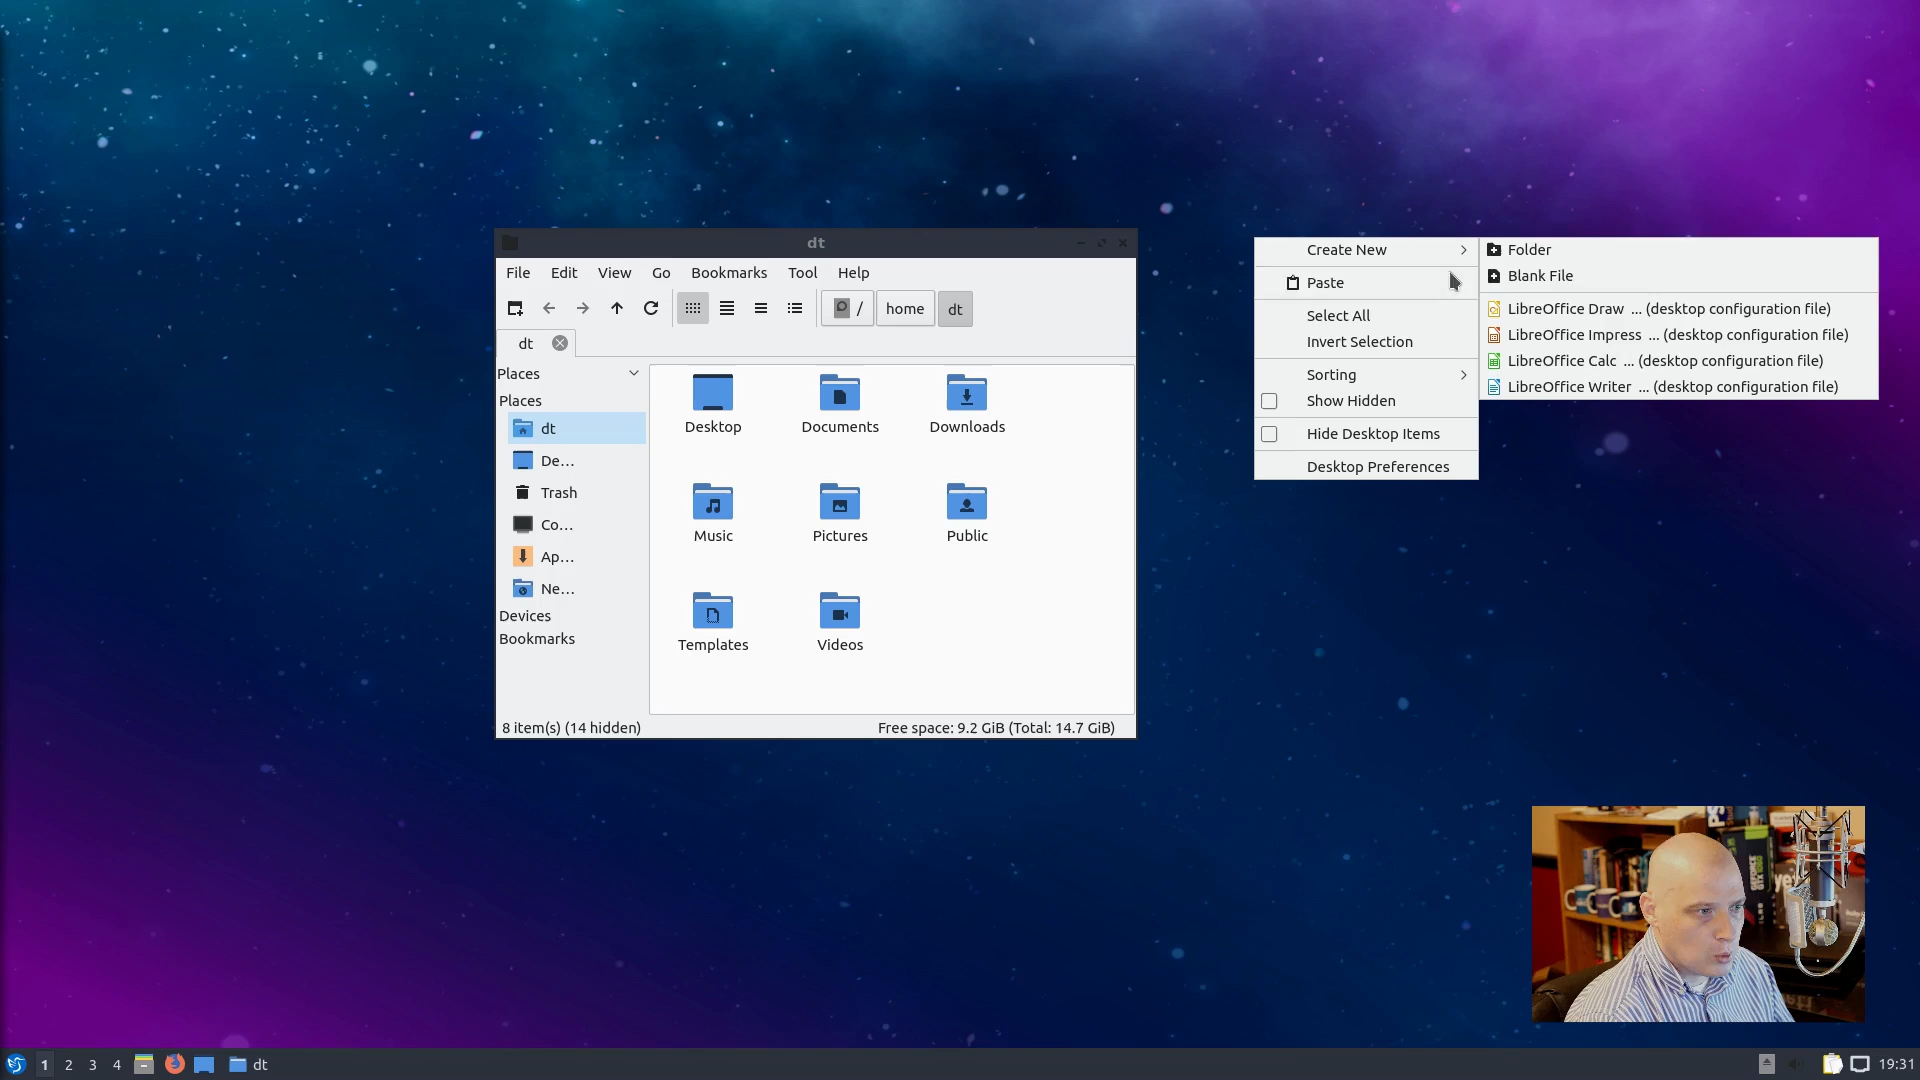 dt
File Edit View Go Bookmarks Tool Help
/ home dt
dt
Places
Places
dt
De...
Trash
Co...
Ap...
Ne...
Devices
Bookmarks
Desktop Documents Downloads
Music Pictures Public
Templates Videos
8 item(s) (14 hidden) Free space: 9.2 GiB (Total: 14.7 GiB)
Create New
Paste
Select All
Invert Selection
Sorting
Show Hidden
Hide Desktop Items
Desktop Preferences
Folder
Blank File
LibreOffice Draw ... (desktop configuration file)
LibreOffice Impress ... (desktop configuration file)
LibreOffice Calc ... (desktop configuration file)
LibreOffice Writer ... (desktop configuration file)
1 2 3 4 dt 19:31